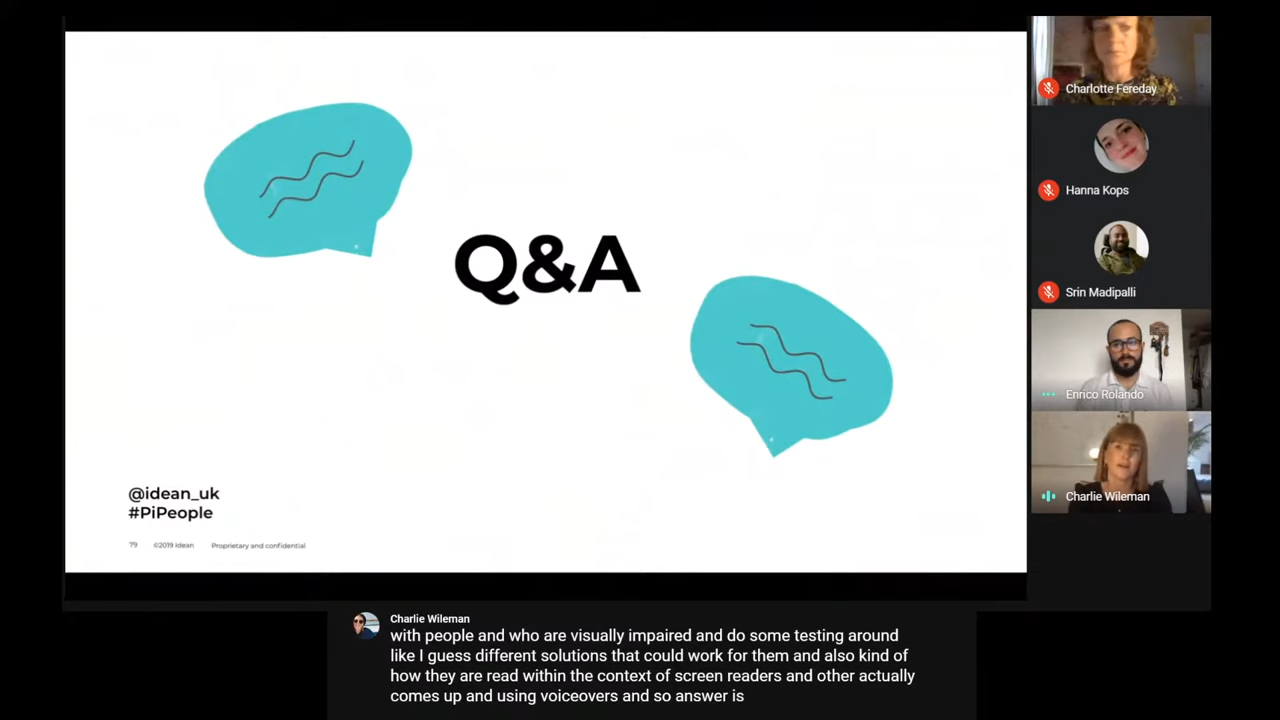 Q&A
@idean_uk
#PiPeople
79 ©2019 Idean Proprietary and confidential
Charlotte Fereday
Hanna Kops
Srin Madipalli
Enrico Rolando
Charlie Wileman
Charlie Wileman
with people and who are visually impaired and do some testing around
like I guess different solutions that could work for them and also kind of
how they are read within the context of screen readers and other actually
comes up and using voiceovers and so answer is